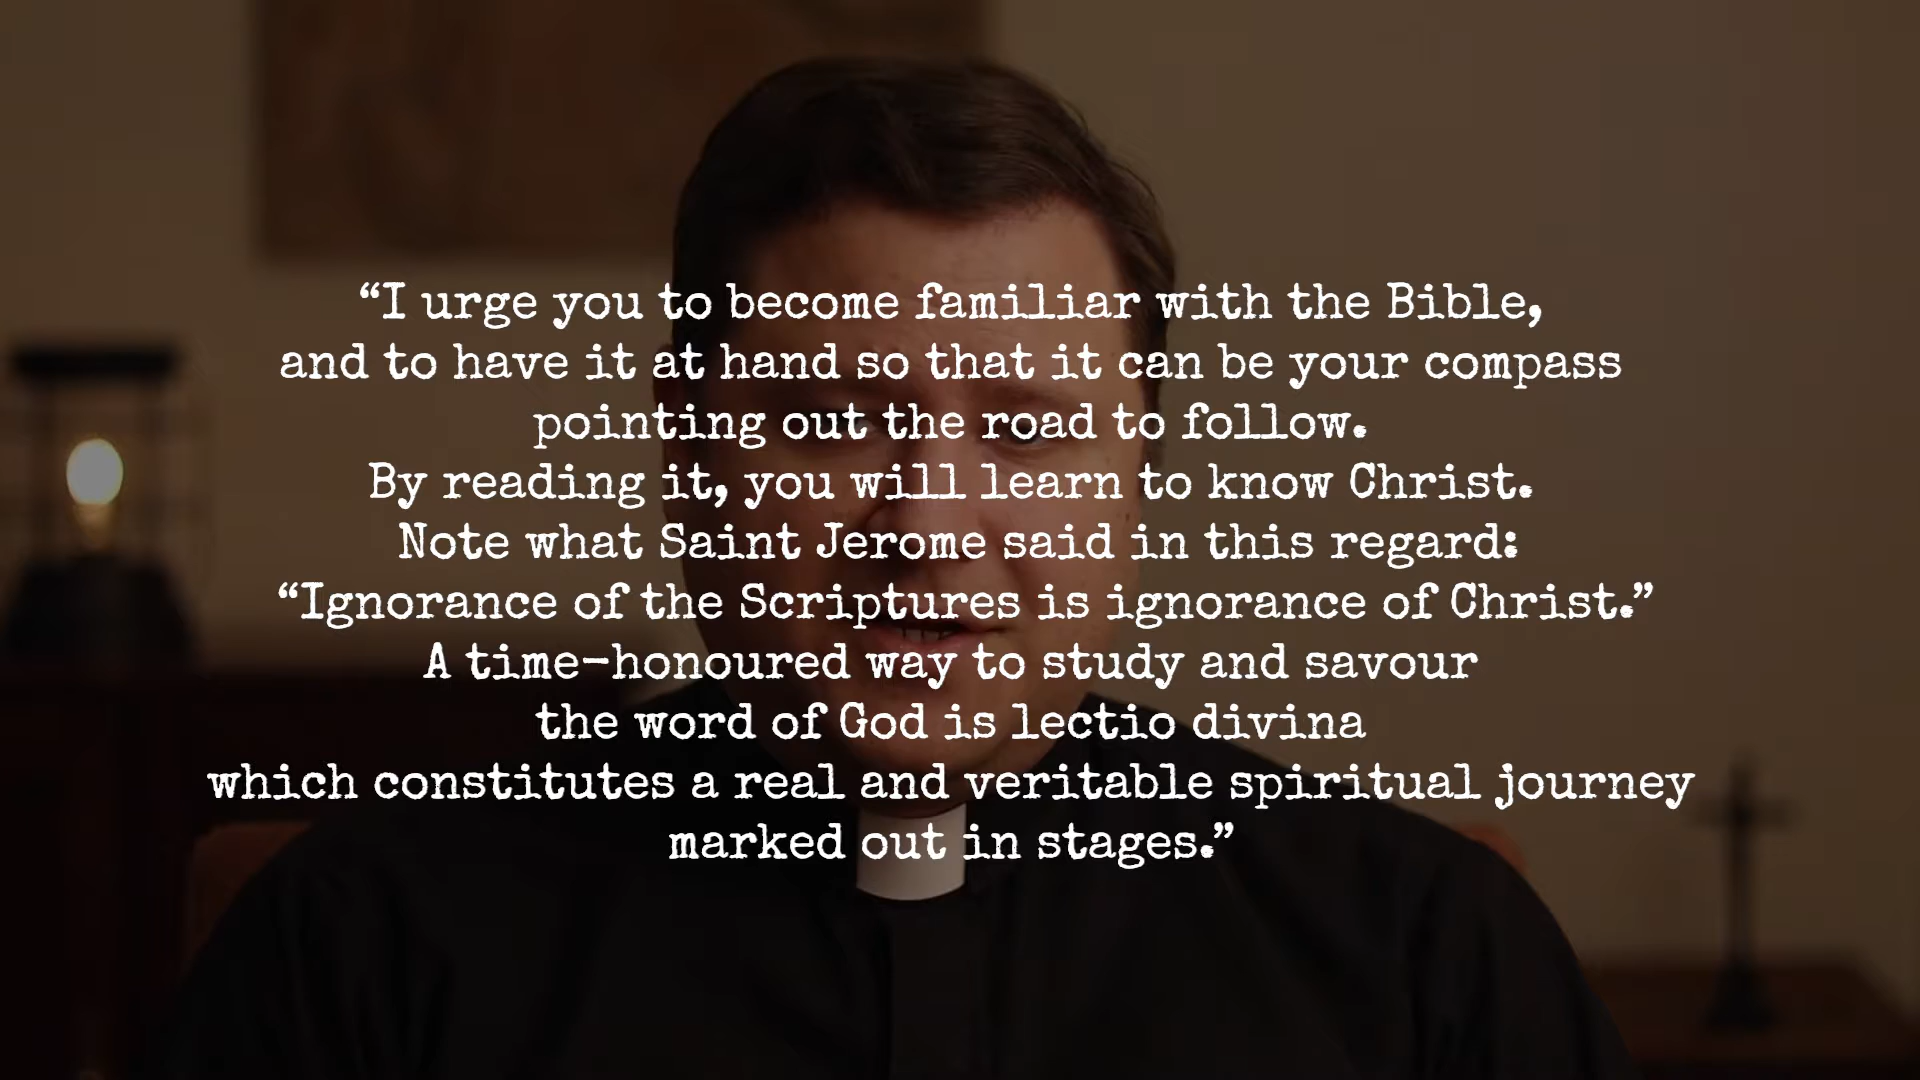 “I urge you to become familiar with the Bible,
and to have it at hand so that it can be your compass
pointing out the road to follow.
By reading it, you will learn to know Christ.
Note what Saint Jerome said in this regard:
“Ignorance of the Scriptures is ignorance of Christ.”
A time-honoured way to study and savour
the word of God is lectio divina
which constitutes a real and veritable spiritual journey
marked out in stages.”